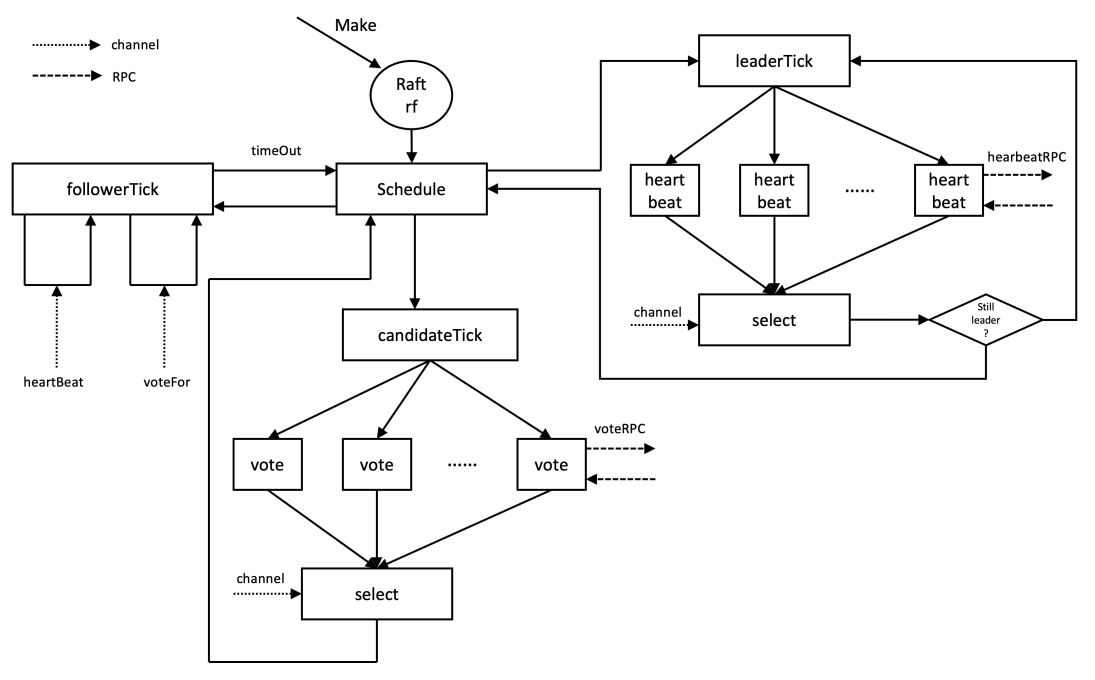 Make
channel
RPC
Raft
rf
leaderTick
timeOut
followerTick
Schedule
heart
beat
heart
beat
......
heart
beat
hearbeatRPC
channel
select
Still
leader
?
candidateTick
heartBeat
voteFor
voteRPC
vote
vote
......
vote
channel
select